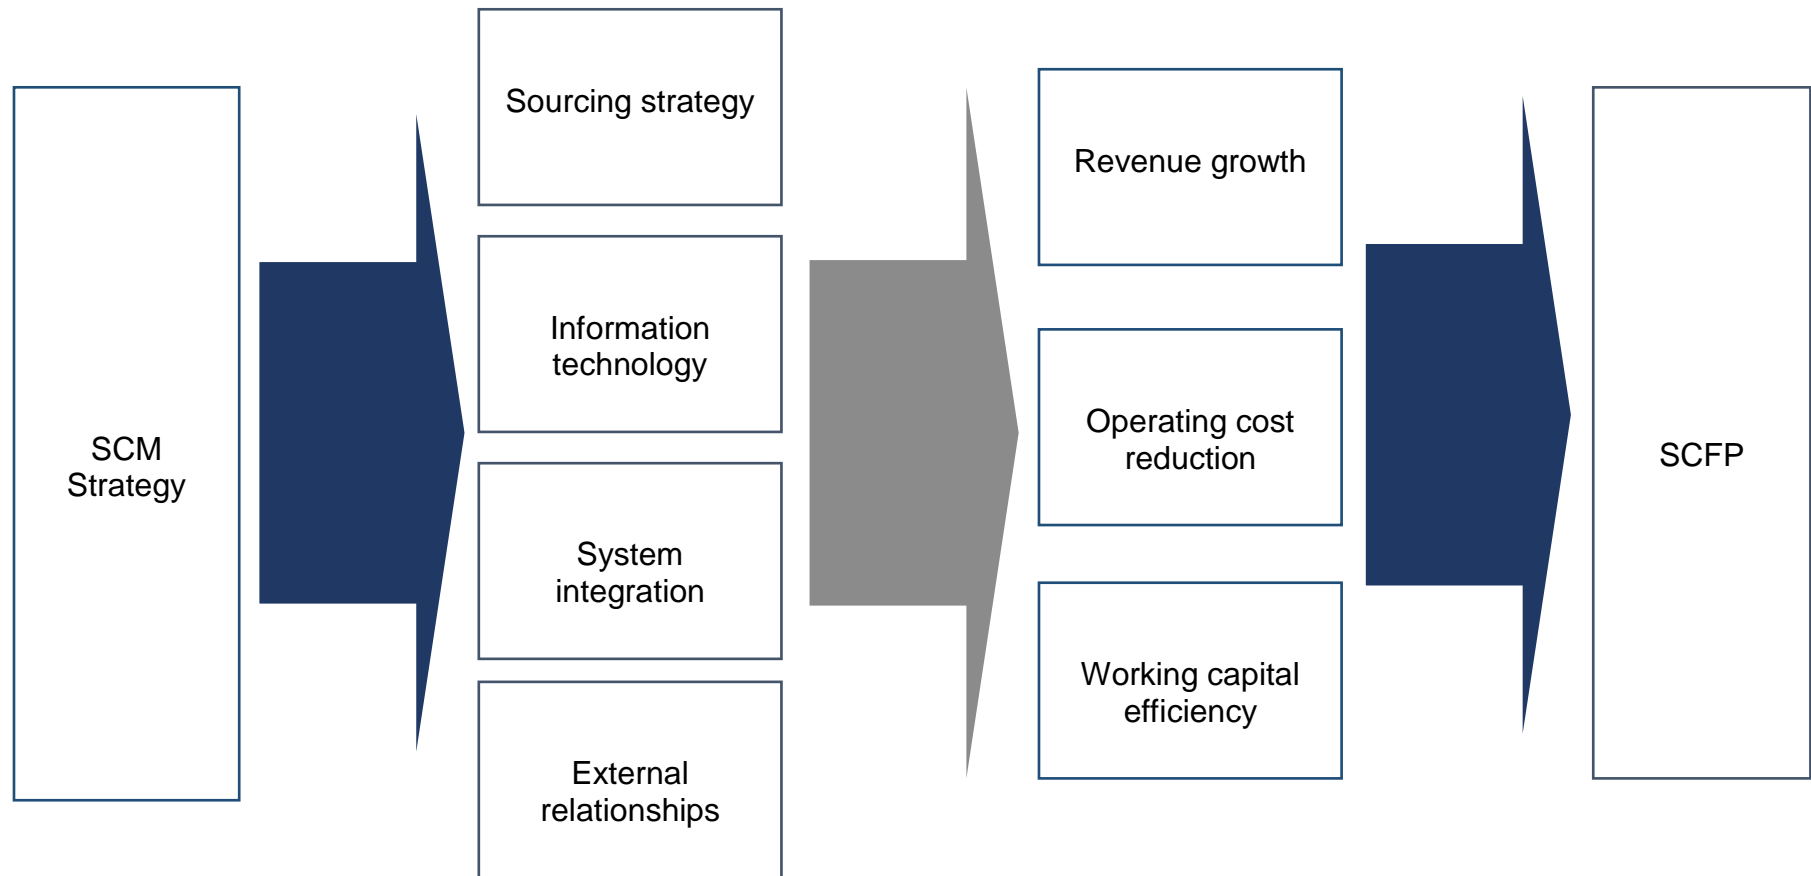 SCM
Strategy
Sourcing strategy
Information
technology
System
integration
External
relationships
Revenue growth
Operating cost
reduction
Working capital
efficiency
SCFP